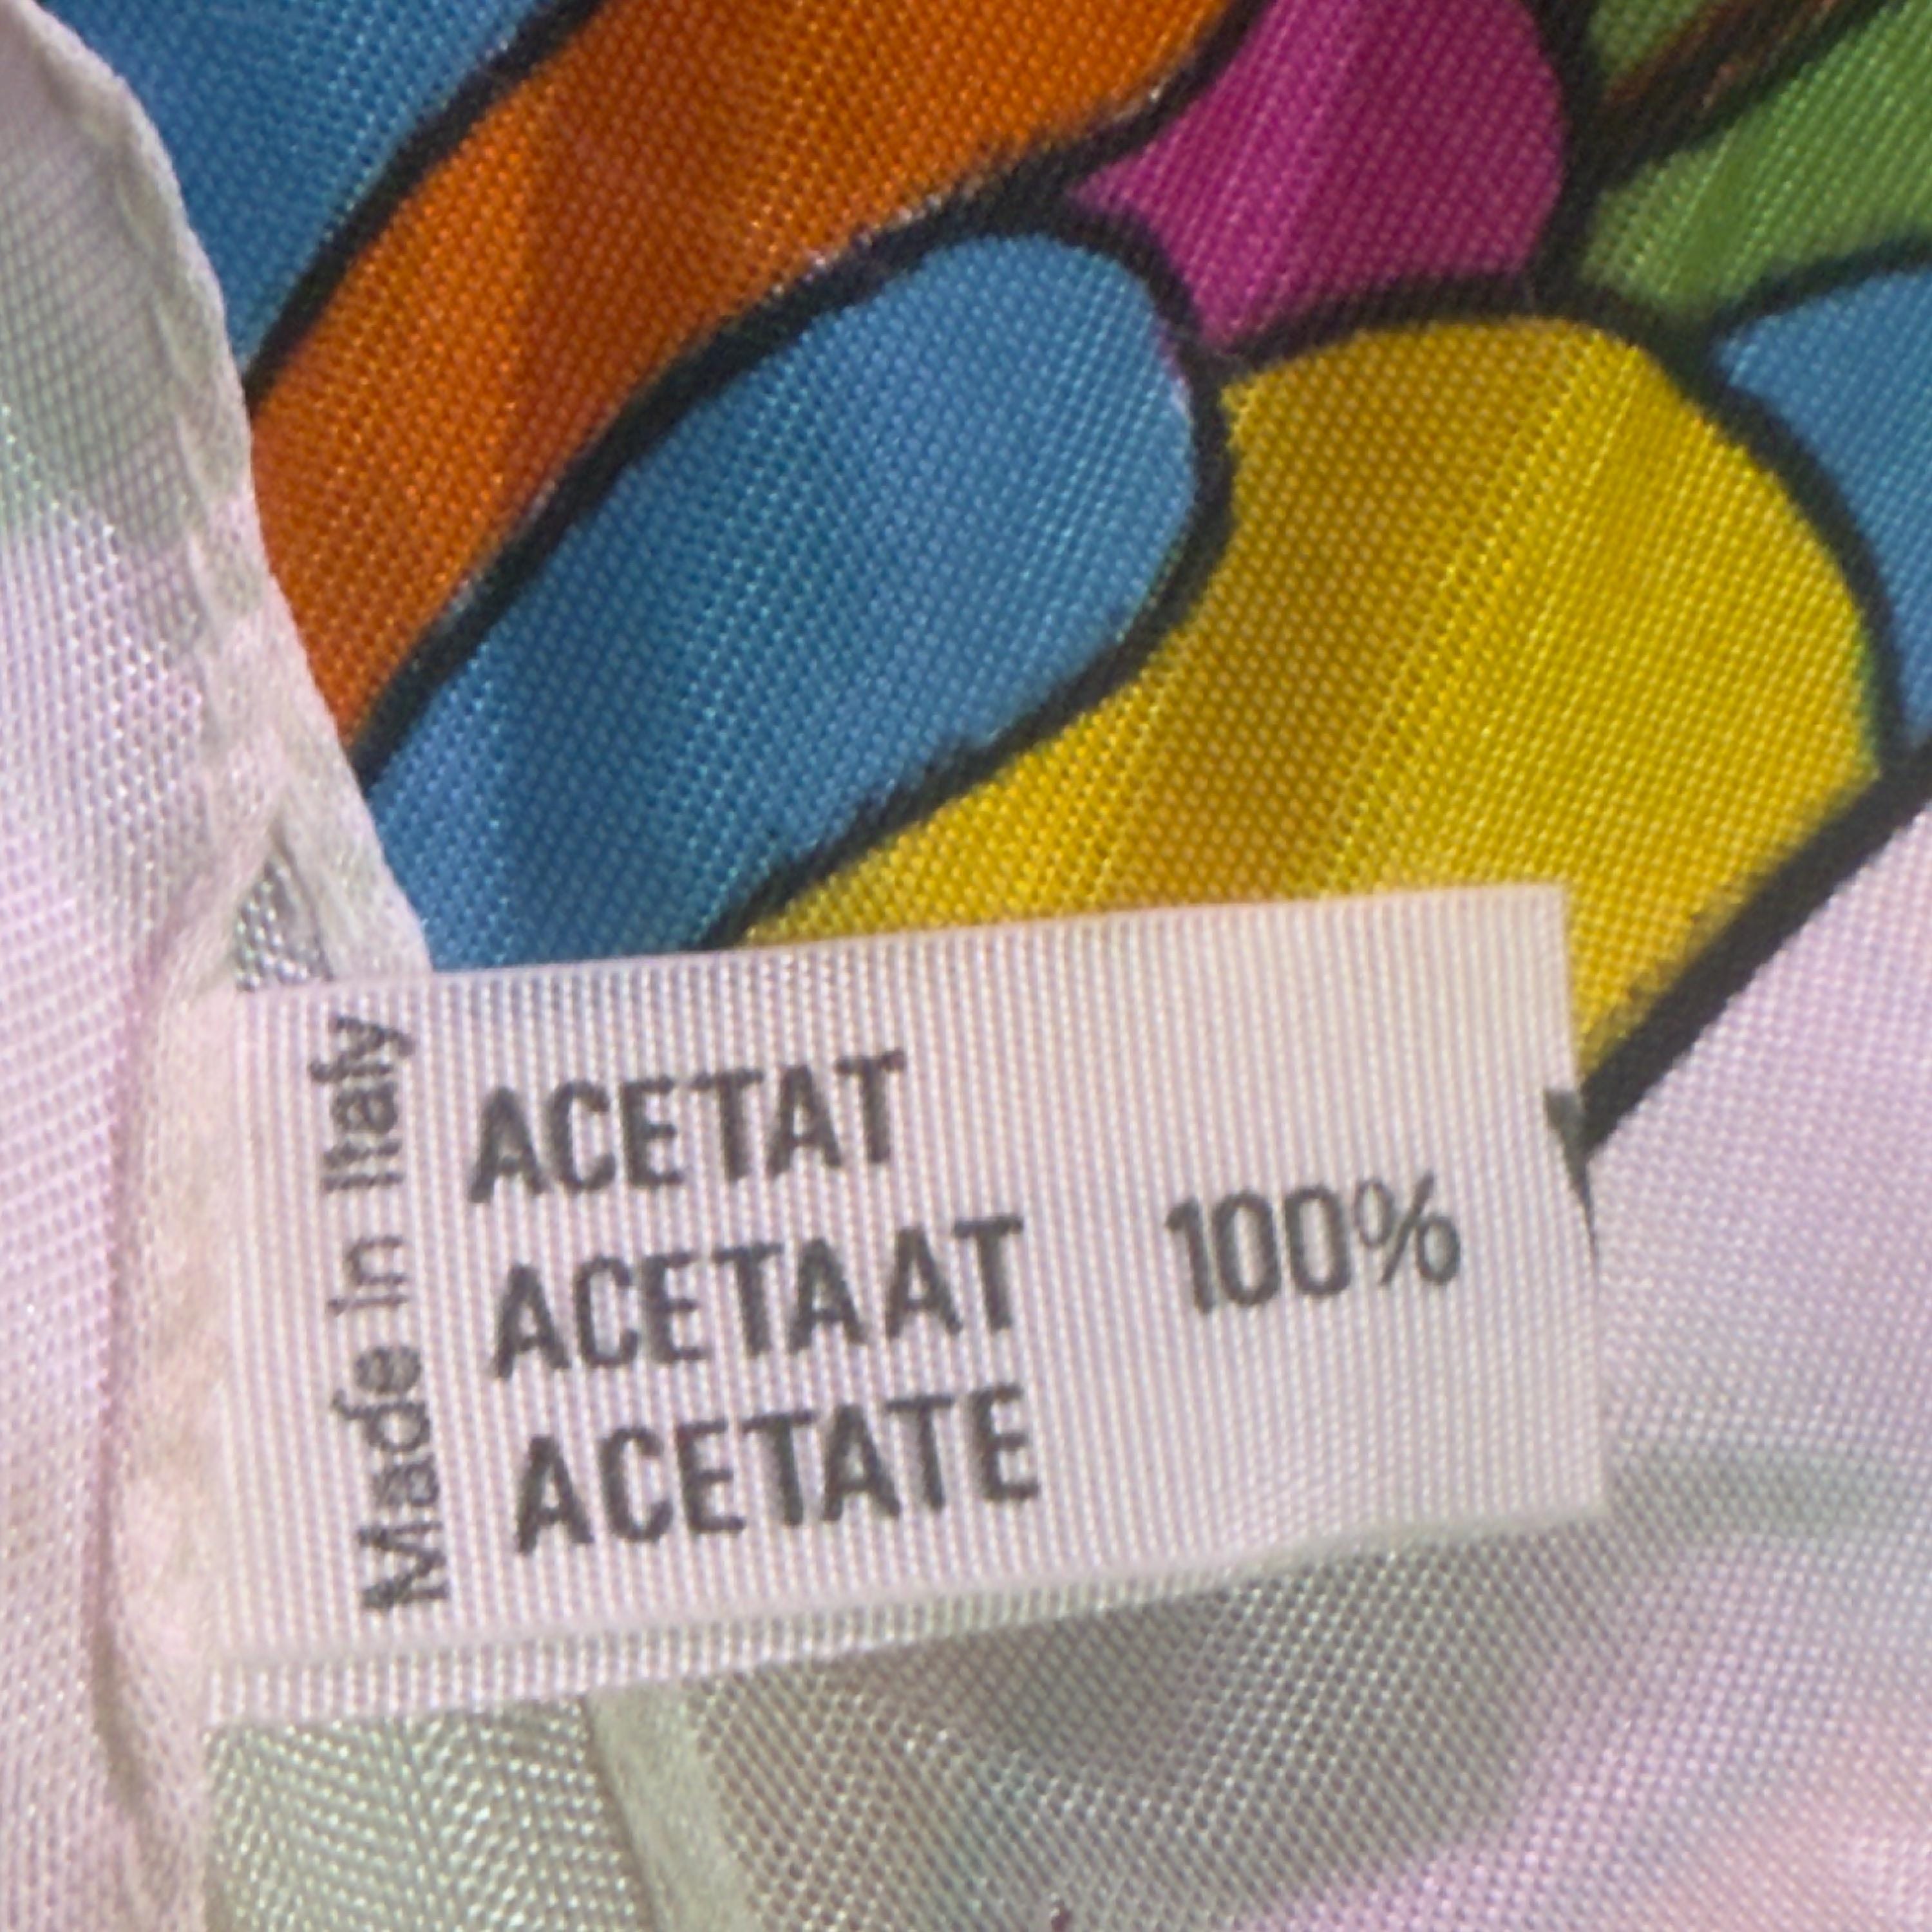 Made in Italy
ACETAT
ACETAAT 100%
ACETATE